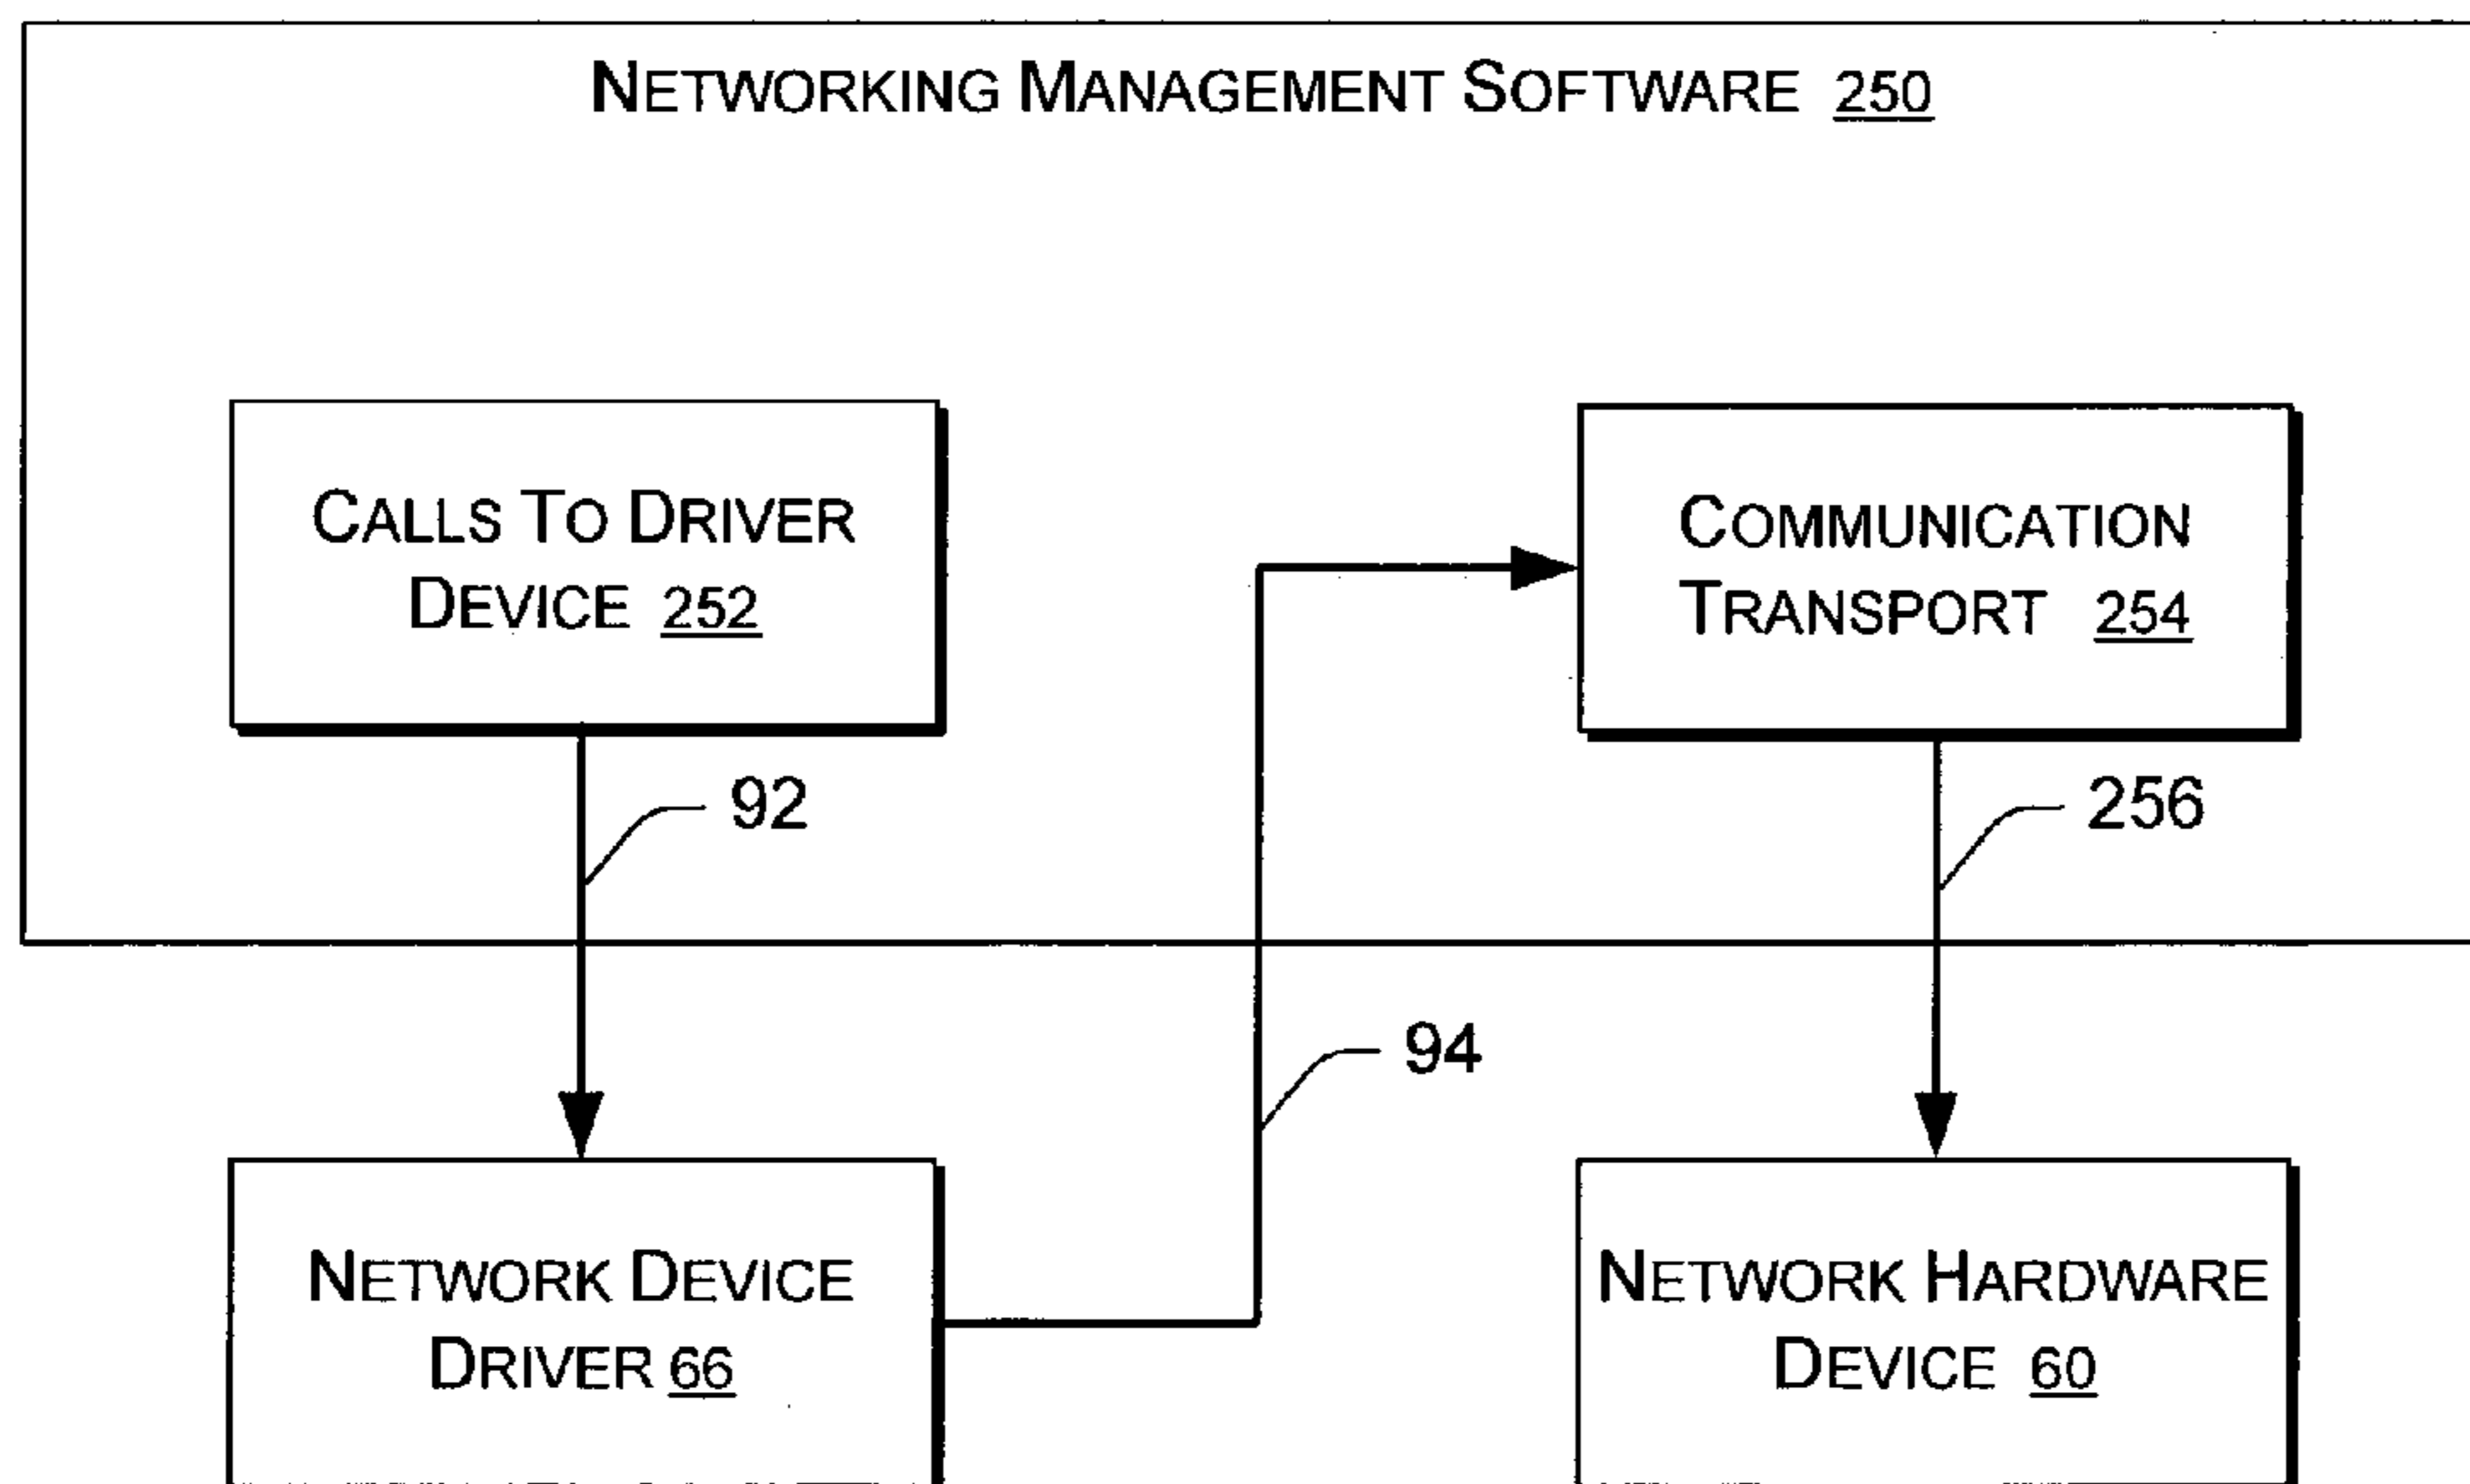 NETWORKING MANAGEMENT SOFTWARE 250
CALLS TO DRIVER
DEVICE 252
COMMUNICATION
TRANSPORT 254
92
256
94
NETWORK DEVICE
DRIVER 66
NETWORK HARDWARE
DEVICE 60